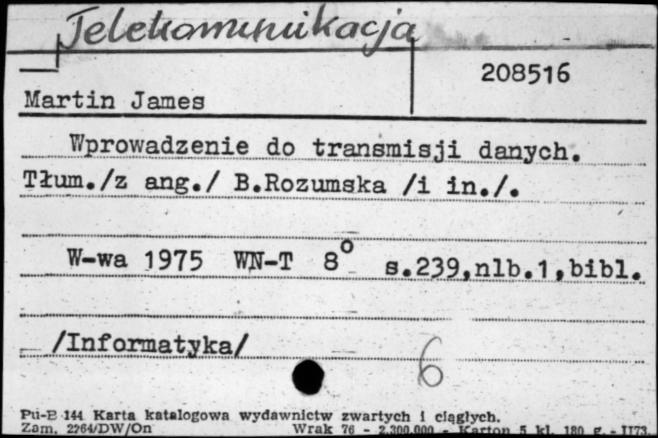 Telekomunikacja
208516
Martin James
Wprowadzenie do transmisji danych.
Tłum./z ang./ B.Rozumska /i in./.
W-wa 1975 WN-T 8° s.239,nlb.1,bibl.
/Informatyka/
6
Pu-B 144 Karta katalogowa wydawnictw zwartych i ciągłych.
Zam. 2264/DW/On Wrak 76 - 2.300.000 - Karton 5 kl. 180 g -